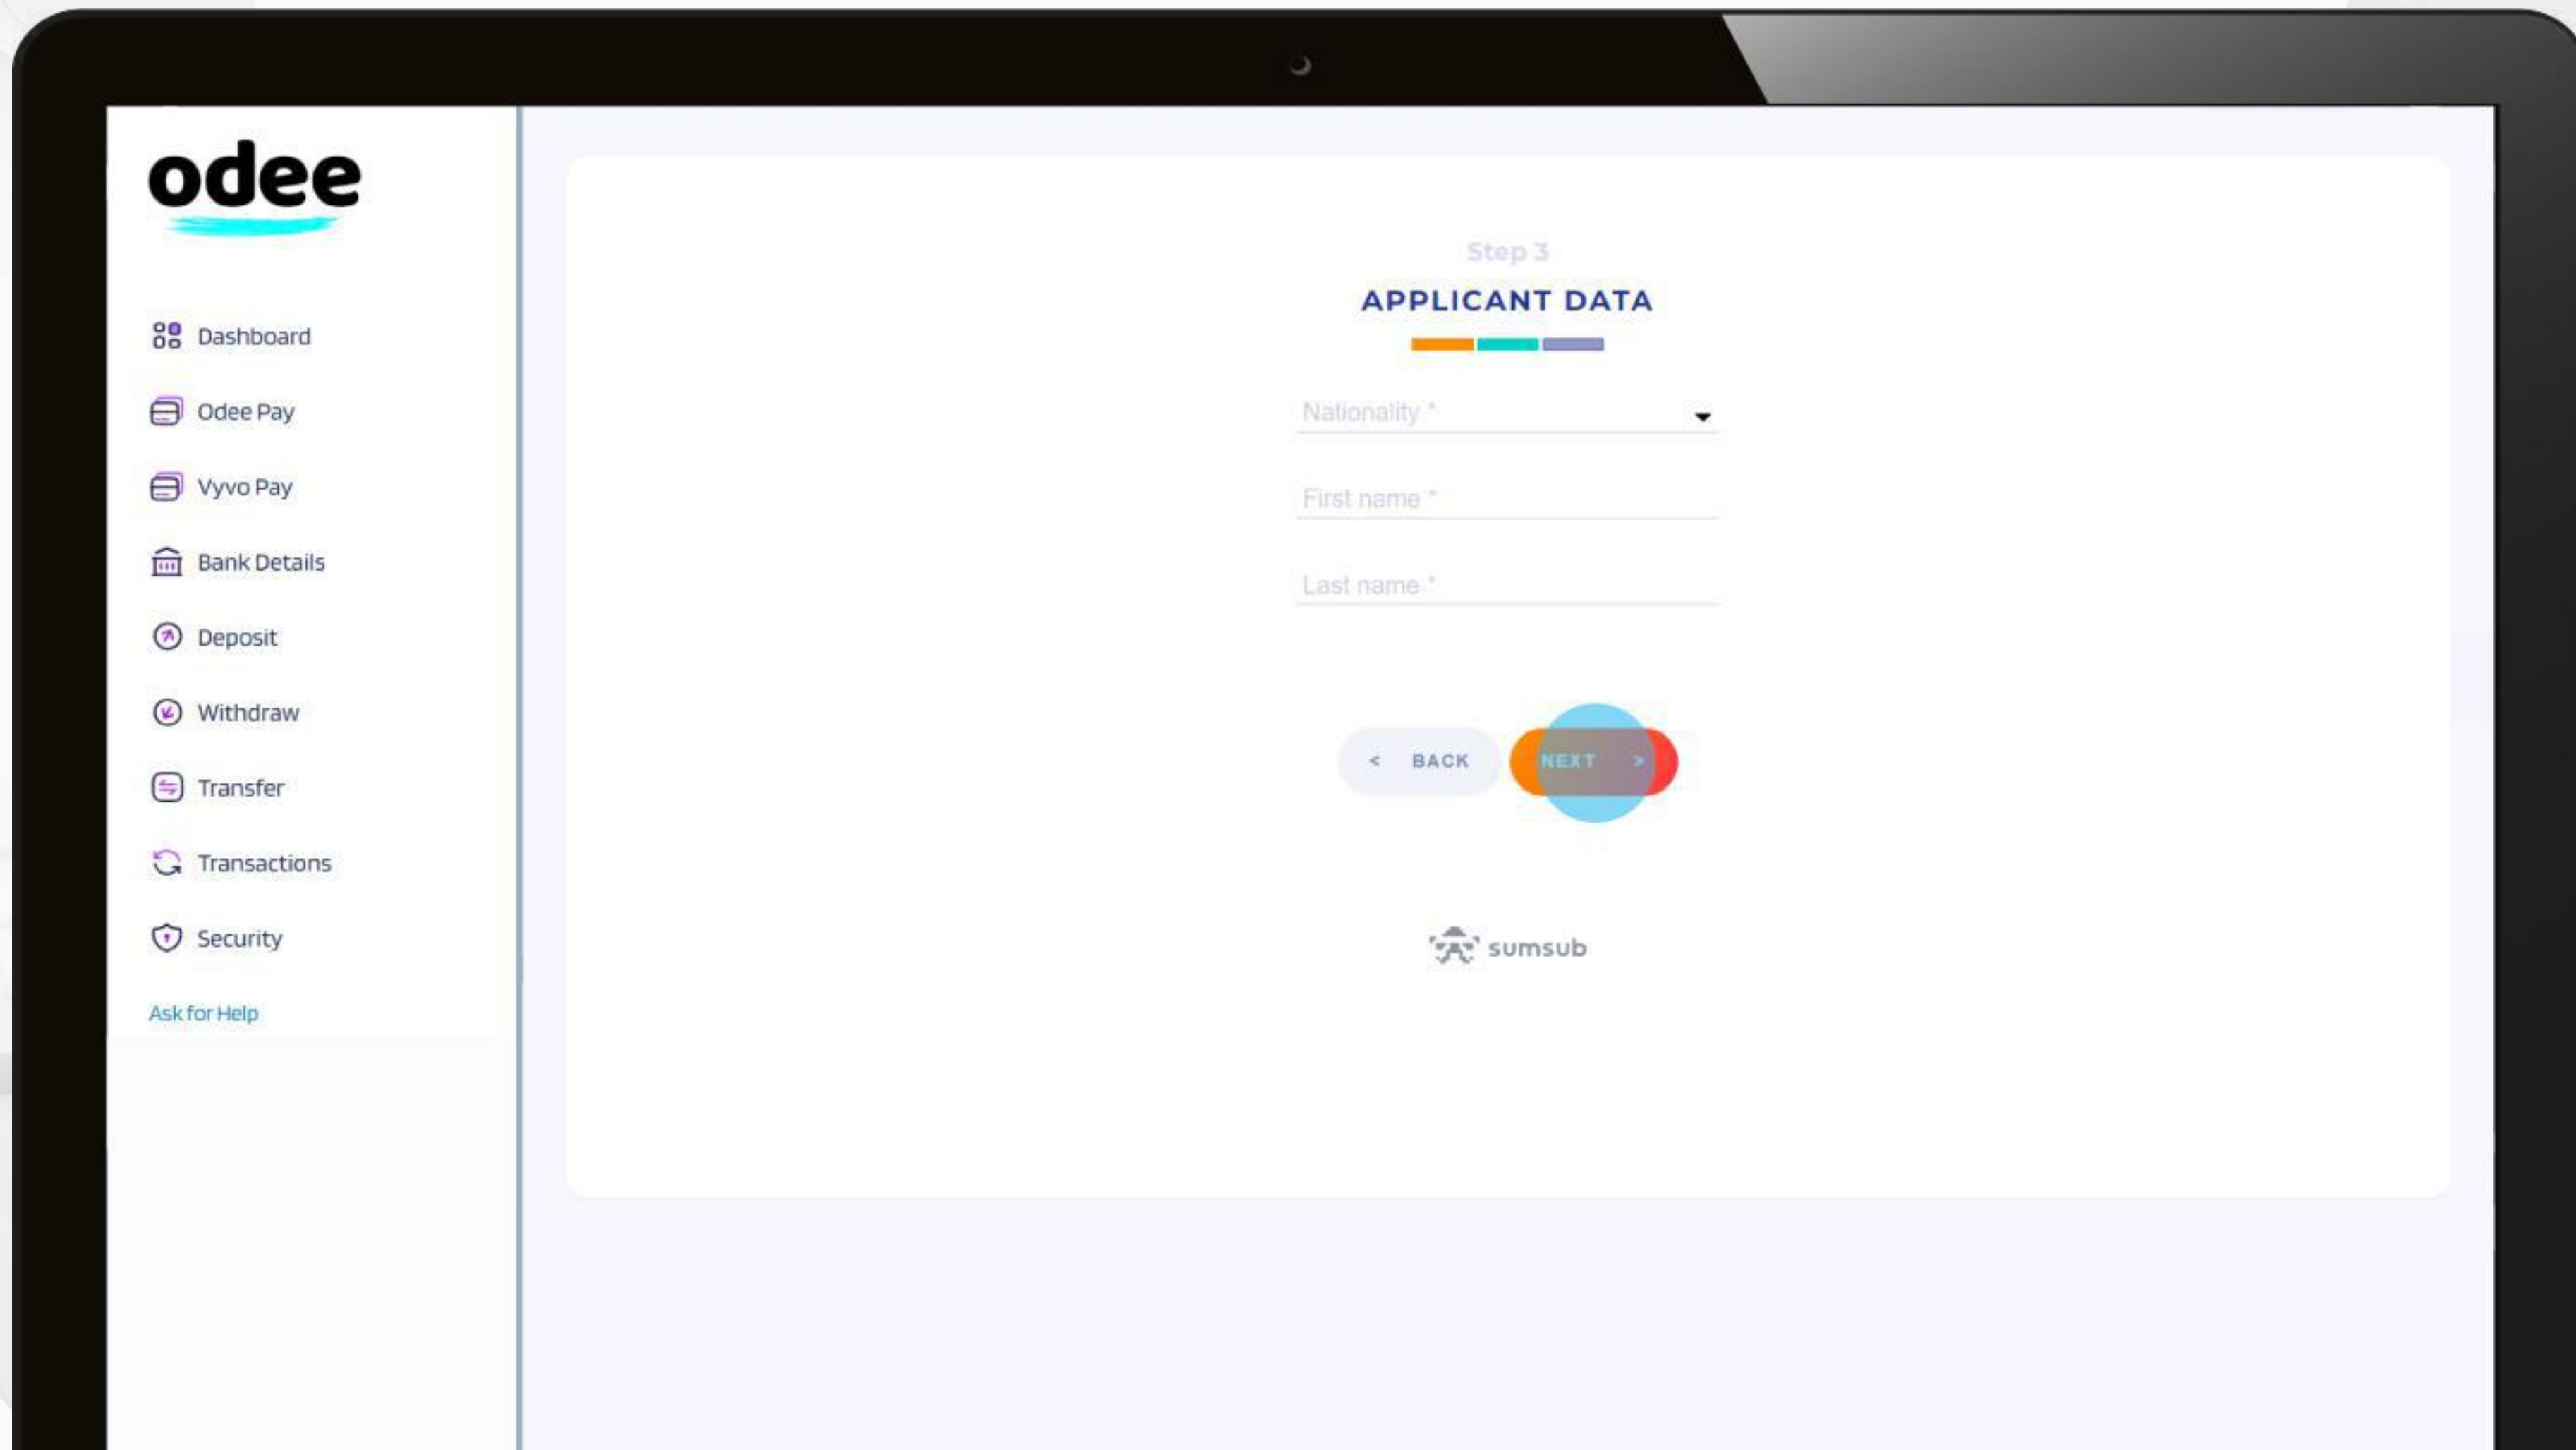 odee
Dashboard
Odee Pay
Vyvo Pay
Bank Details
Deposit
Withdraw
Transfer
Transactions
Security
Ask for Help
Step 3
APPLICANT DATA
Nationality *
First name *
Last name *
< BACK
NEXT >
sumsub